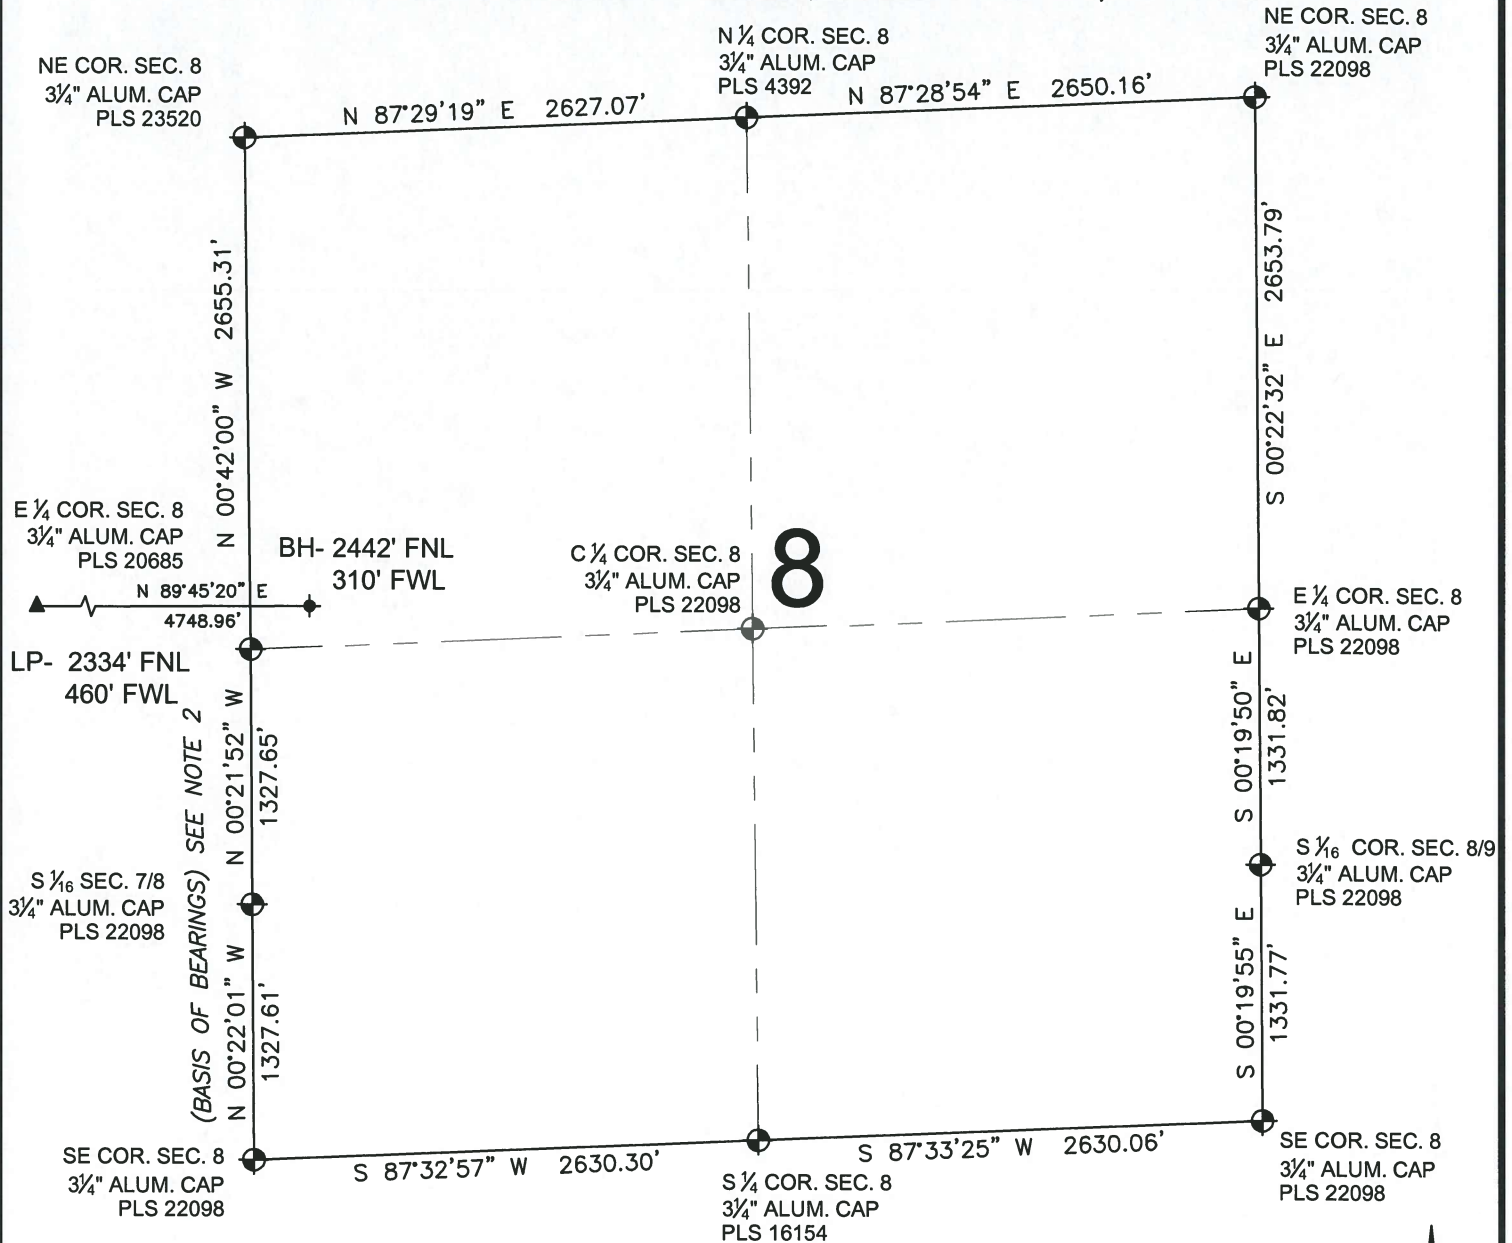 NE COR. SEC. 8
3¼" ALUM. CAP
PLS 22098
N ¼ COR. SEC. 8
3¼" ALUM. CAP
PLS 4392
NE COR. SEC. 8
3¼" ALUM. CAP
PLS 23520
N 87°29'19" E 2627.07'
N 87°28'54" E 2650.16'
N 00°42'00" W 2655.31'
S 00°22'32" E 2653.79'
E ¼ COR. SEC. 8
3¼" ALUM. CAP
PLS 20685
N 89°45'20" E
4748.96'
BH- 2442' FNL
310' FWL
C ¼ COR. SEC. 8
3¼" ALUM. CAP
PLS 22098
8
E ¼ COR. SEC. 8
3¼" ALUM. CAP
PLS 22098
LP- 2334' FNL
460' FWL
(BASIS OF BEARINGS) SEE NOTE 2
N 00°21'52" W
1327.65'
S 00°19'50" E
1331.82'
S 1⁄16 SEC. 7/8
3¼" ALUM. CAP
PLS 22098
S 1⁄16 COR. SEC. 8/9
3¼" ALUM. CAP
PLS 22098
N 00°22'01" W
1327.61'
S 00°19'55" E
1331.77'
SE COR. SEC. 8
3¼" ALUM. CAP
PLS 22098
S 87°32'57" W 2630.30'
S 87°33'25" W 2630.06'
S ¼ COR. SEC. 8
3¼" ALUM. CAP
PLS 16154
SE COR. SEC. 8
3¼" ALUM. CAP
PLS 22098